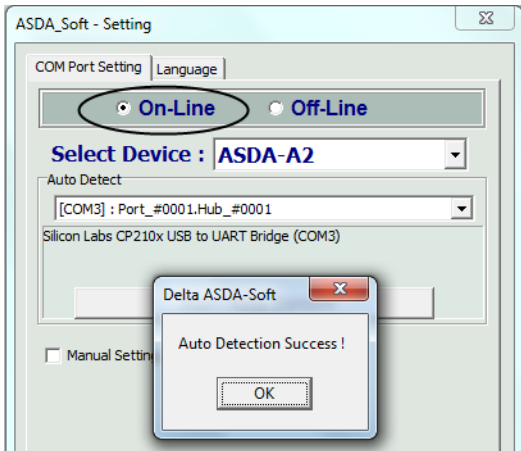 ASDA_Soft - Setting
COM Port Setting Language
On-Line Off-Line
Select Device : ASDA-A2
Auto Detect
[COM3] : Port_#0001.Hub_#0001
Silicon Labs CP210x USB to UART Bridge (COM3)
Delta ASDA-Soft
Auto Detection Success !
Manual Setting
OK